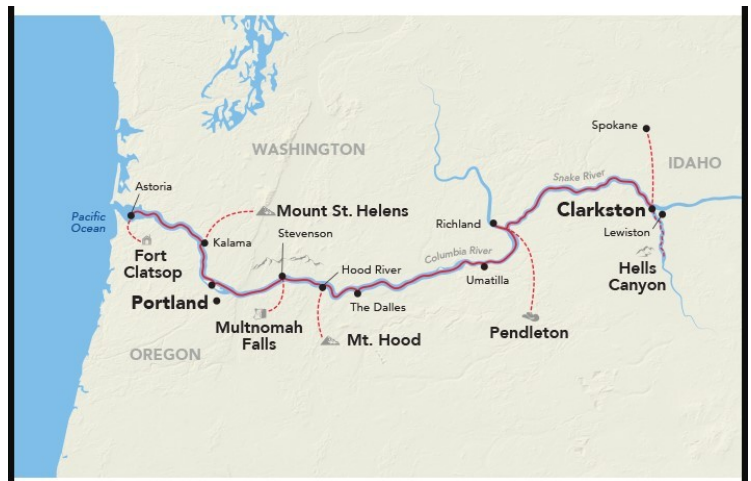 Spokane
WASHINGTON
IDAHO
Snake River
Astoria
Pacific
Ocean
Mount St. Helens
Clarkston
Richland
Lewiston
Kalama
Stevenson
Fort
Clatsop
Columbia River
Hood River
Hells
Canyon
Umatilla
Portland
The Dalles
Multnomah
Falls
Mt. Hood
Pendleton
OREGON